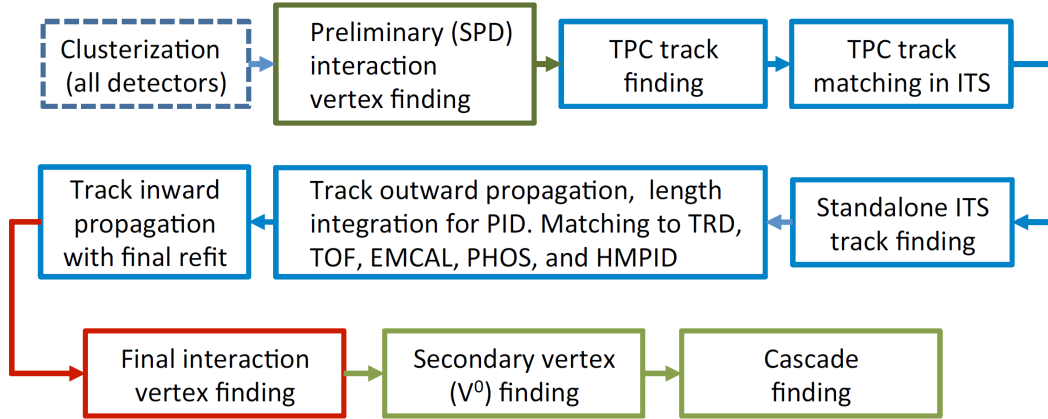 Clusterization
(all detectors)
Preliminary (SPD)
interaction
vertex finding
TPC track
finding
TPC track
matching in ITS
Track inward
propagation
with final refit
Track outward propagation, length
integration for PID. Matching to TRD,
TOF, EMCAL, PHOS, and HMPID
Standalone ITS
track finding
Final interaction
vertex finding
Secondary vertex
(V⁰) finding
Cascade
finding